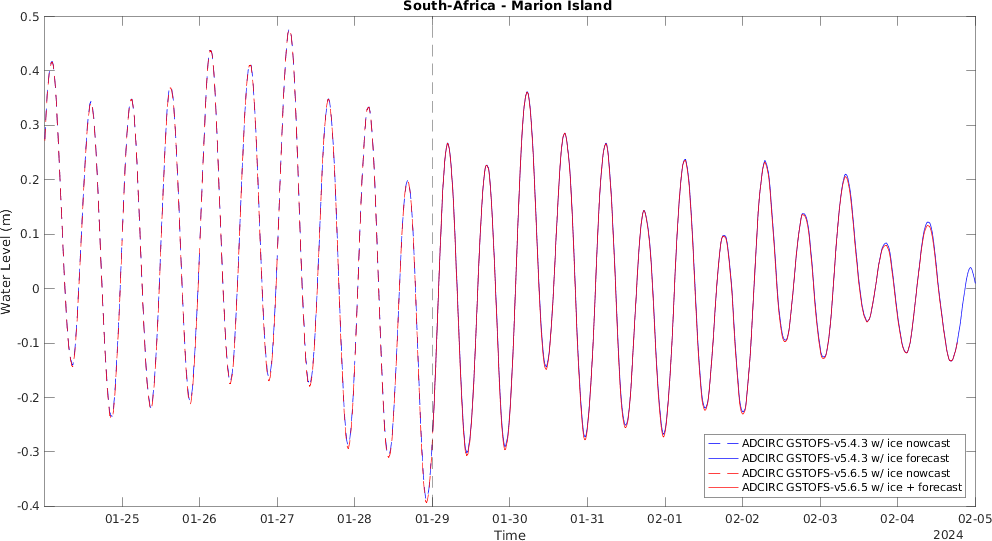 South-Africa - Marion Island
0.5
0.4
0.3
0.2
0.1
0
-0.1
-0.2
-0.3
-0.4
Water Level (m)
ADCIRC GSTOFS-v5.4.3 w/ ice nowcast
ADCIRC GSTOFS-v5.4.3 w/ ice forecast
ADCIRC GSTOFS-v5.6.5 w/ ice nowcast
ADCIRC GSTOFS-v5.6.5 w/ ice + forecast
01-25 01-26 01-27 01-28 01-29 01-30 01-31 02-01 02-02 02-03 02-04 02-05
Time
2024